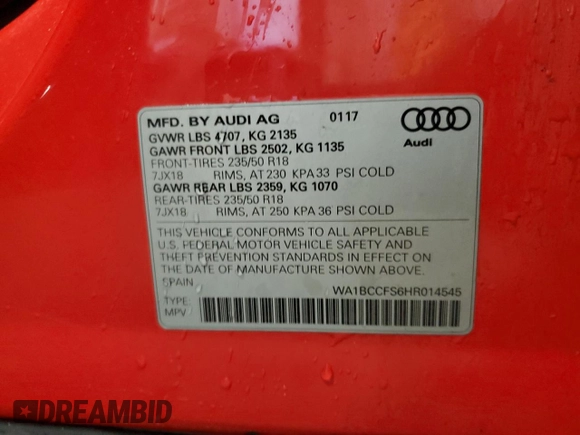 MFD. BY AUDI AG 0117
GVWR LBS 4707, KG 2135
GAWR FRONT LBS 2502, KG 1135
FRONT-TIRES 235/50 R18
7JX18 RIMS, AT 230 KPA 33 PSI COLD
GAWR REAR LBS 2359, KG 1070
REAR-TIRES 235/50 R18
7JX18 RIMS, AT 250 KPA 36 PSI COLD
Audi
THIS VEHICLE CONFORMS TO ALL APPLICABLE
U.S. FEDERAL MOTOR VEHICLE SAFETY AND
THEFT PREVENTION STANDARDS IN EFFECT ON
THE DATE OF MANUFACTURE SHOWN ABOVE.
SPAIN
WA1BCCFS6HR014545
TYPE:
MPV
DREAMBID